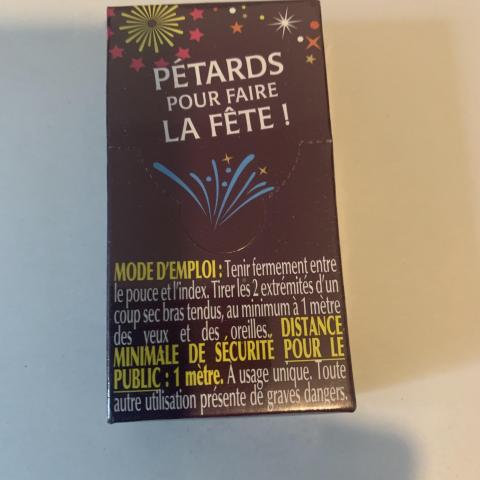 PÉTARDS
POUR FAIRE
LA FÊTE !
MODE D'EMPLOI : Tenir fermement entre
le pouce et l'index. Tirer les 2 extrémités d'un
coup sec bras tendus, au minimum à 1 mètre
des yeux et des oreilles. DISTANCE
MINIMALE DE SÉCURITÉ POUR LE
PUBLIC : 1 mètre. A usage unique. Toute
autre utilisation présente de graves dangers.